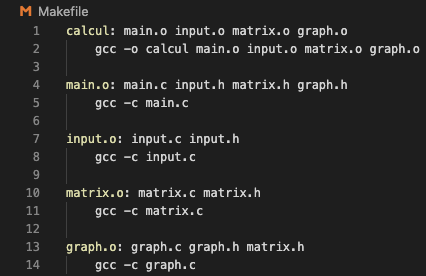 Makefile
1 calcul: main.o input.o matrix.o graph.o
2 gcc -o calcul main.o input.o matrix.o graph.o
3
4 main.o: main.c input.h matrix.h graph.h
5 gcc -c main.c
6
7 input.o: input.c input.h
8 gcc -c input.c
9
10 matrix.o: matrix.c matrix.h
11 gcc -c matrix.c
12
13 graph.o: graph.c graph.h matrix.h
14 gcc -c graph.c